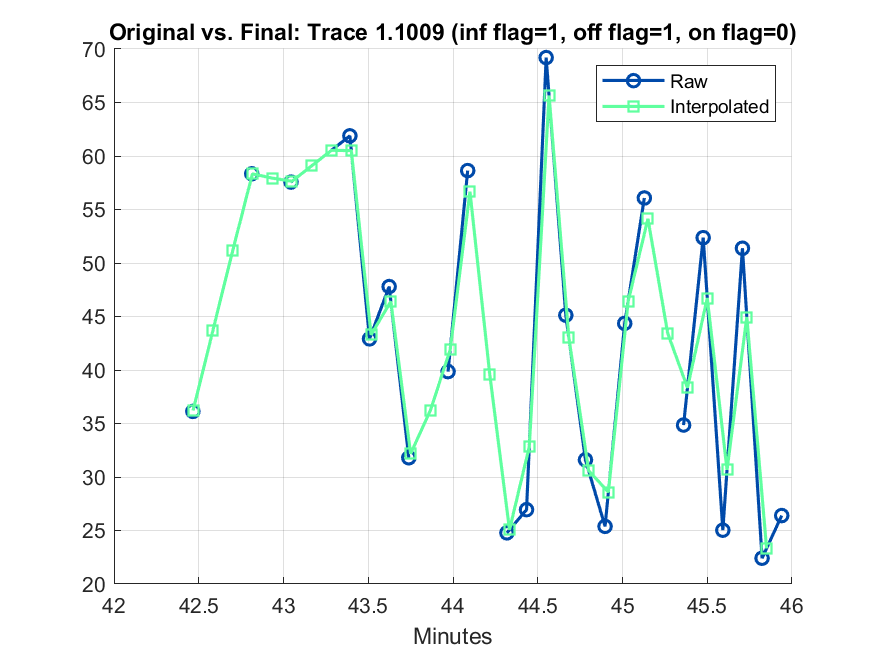 Original vs. Final: Trace 1.1009 (inf flag=1, off flag=1, on flag=0)
70
65
60
55
50
45
40
35
30
25
20
Raw
Interpolated
42 42.5 43 43.5 44 44.5 45 45.5 46
Minutes